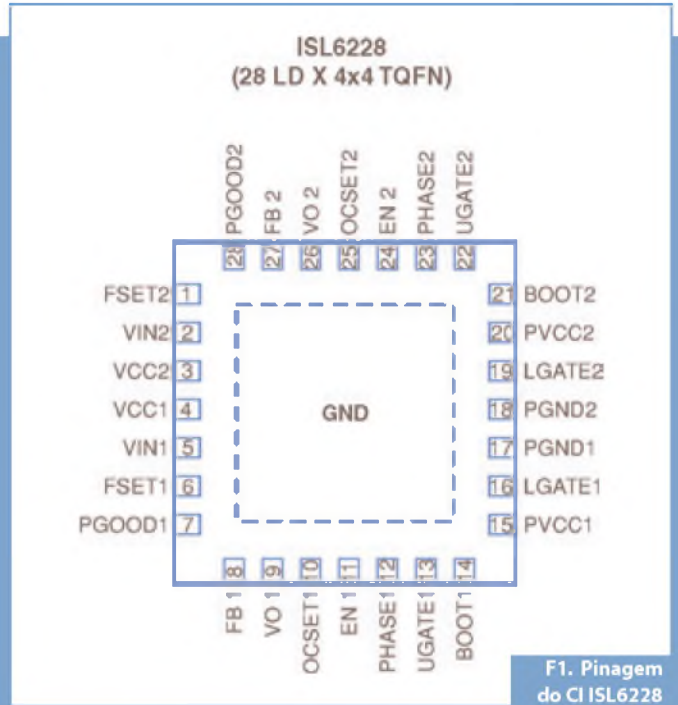 ISL6228
(28 LD X 4x4 TQFN)
PGOOD2
FB 2
VO 2
OCSET2
EN 2
PHASE2
UGATE2
28 27 26 25 24 23 22
FSET2 1
VIN2 2
VCC2 3
VCC1 4
VIN1 5
FSET1 6
PGOOD1 7
GND
21 BOOT2
20 PVCC2
19 LGATE2
18 PGND2
17 PGND1
16 LGATE1
15 PVCC1
8 9 10 11 12 13 14
FB 1
VO 1
OCSET1
EN 1
PHASE1
UGATE1
BOOT1
F1. Pinagem
do CI ISL6228